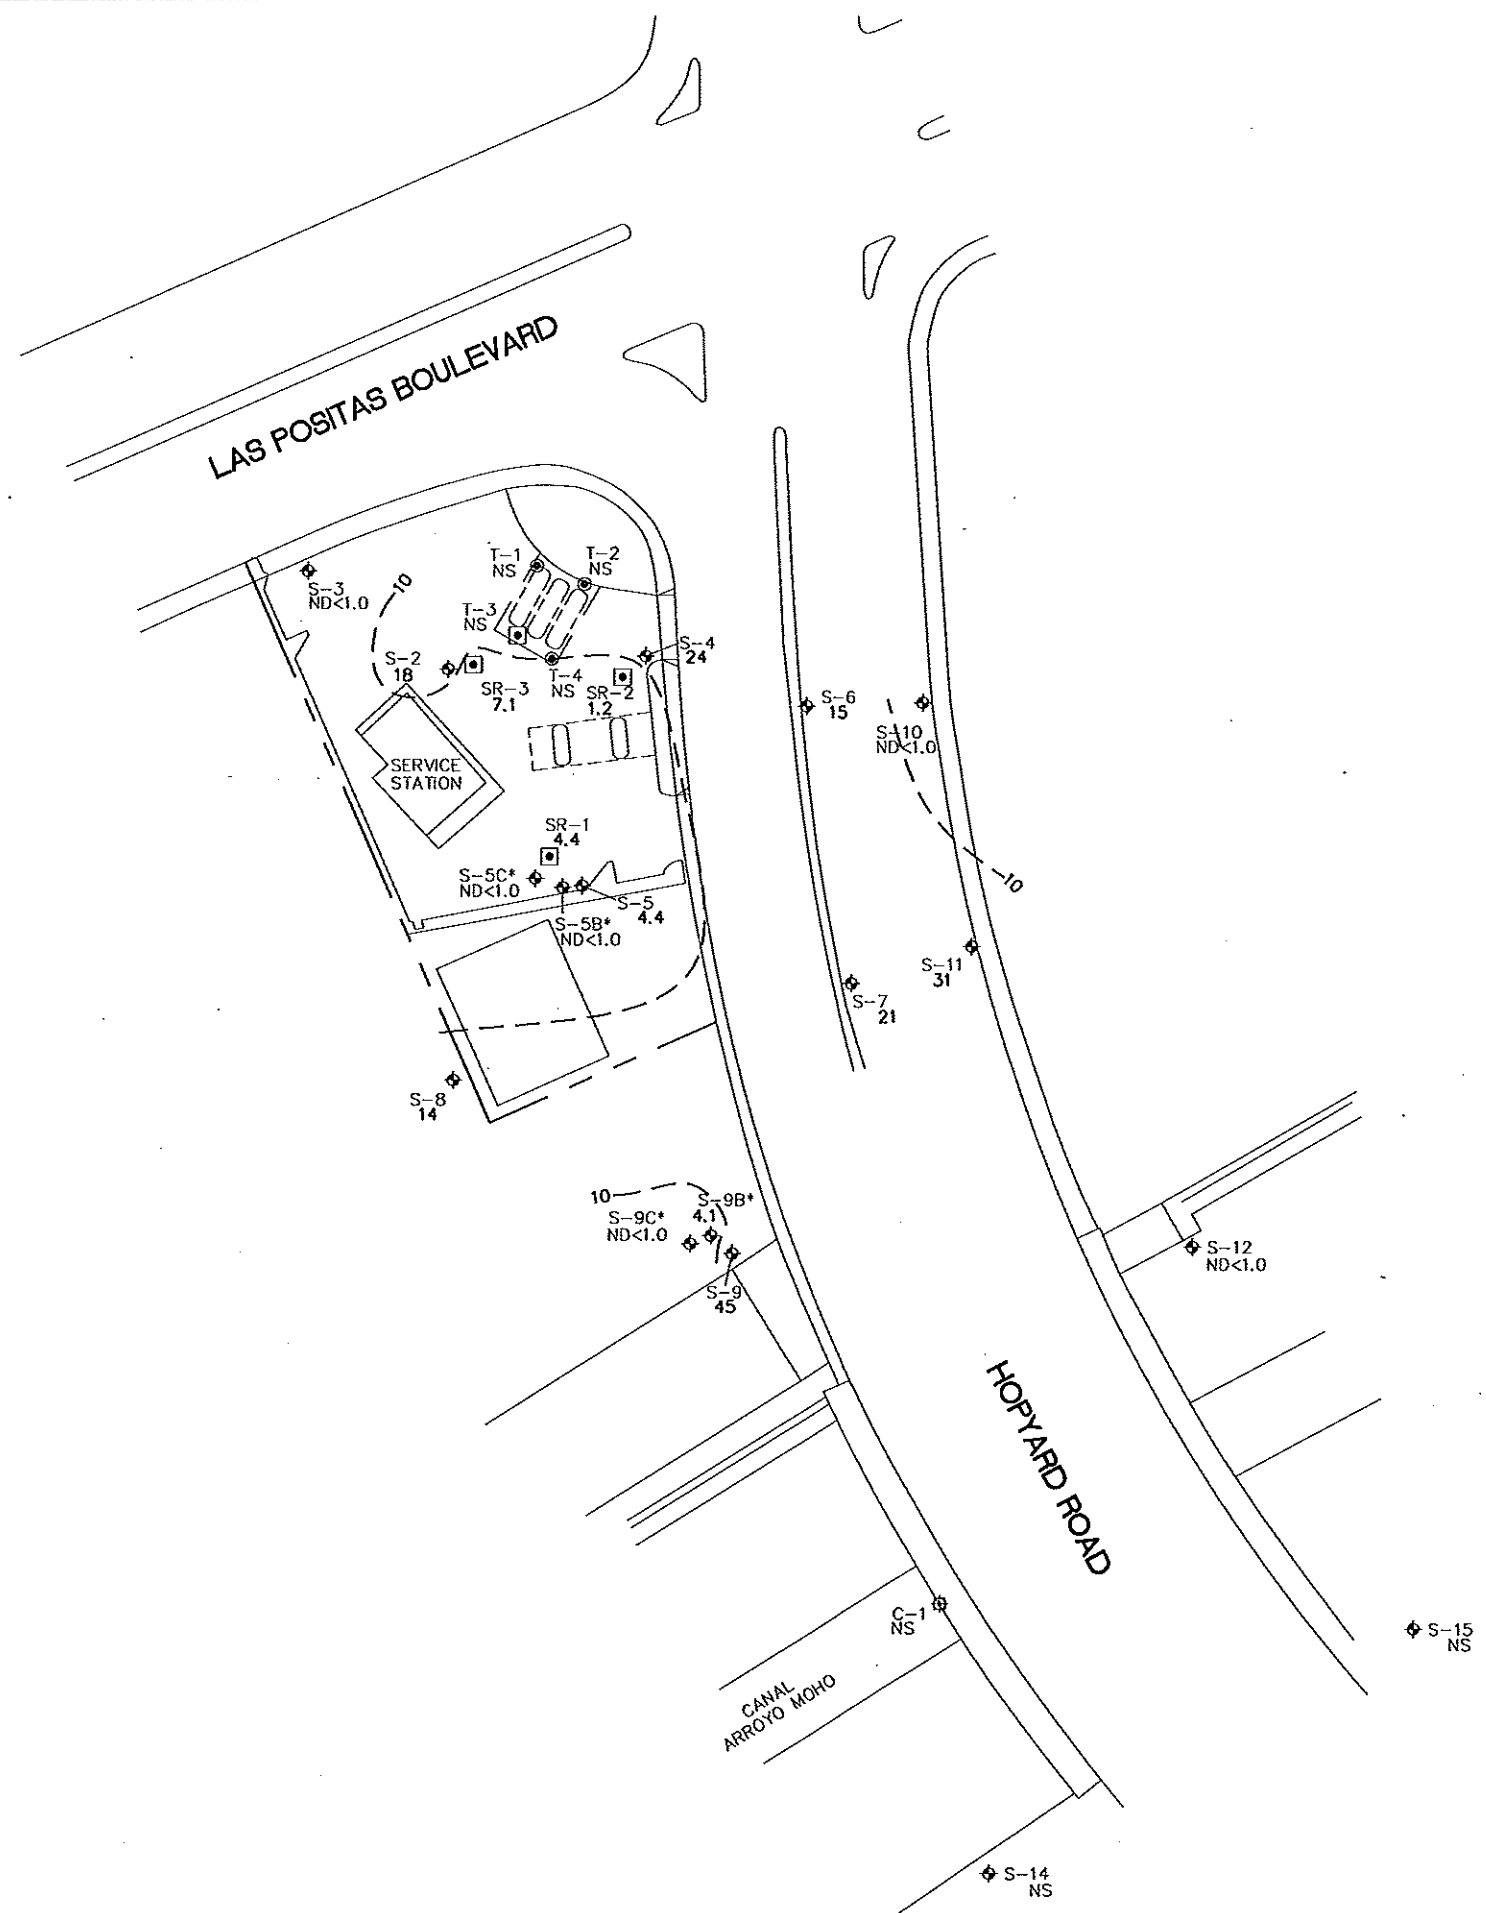 LAS POSITAS BOULEVARD
T-1
NS
T-2
NS
S-3
ND<1.0
10
T-3
NS
S-4
24
S-2
18
SR-3
7.1
T-4
NS
SR-2
1.2
S-6
15
S-10
ND<1.0
SERVICE
STATION
SR-1
4.4
S-5C*
ND<1.0
S-5
4.4
S-5B*
ND<1.0
10
S-11
31
S-7
21
S-8
14
10
S-9B*
4.1
S-9C*
ND<1.0
S-12
ND<1.0
S-9
45
HOPYARD ROAD
C-1
NS
S-15
NS
CANAL
ARROYO MOHO
S-14
NS